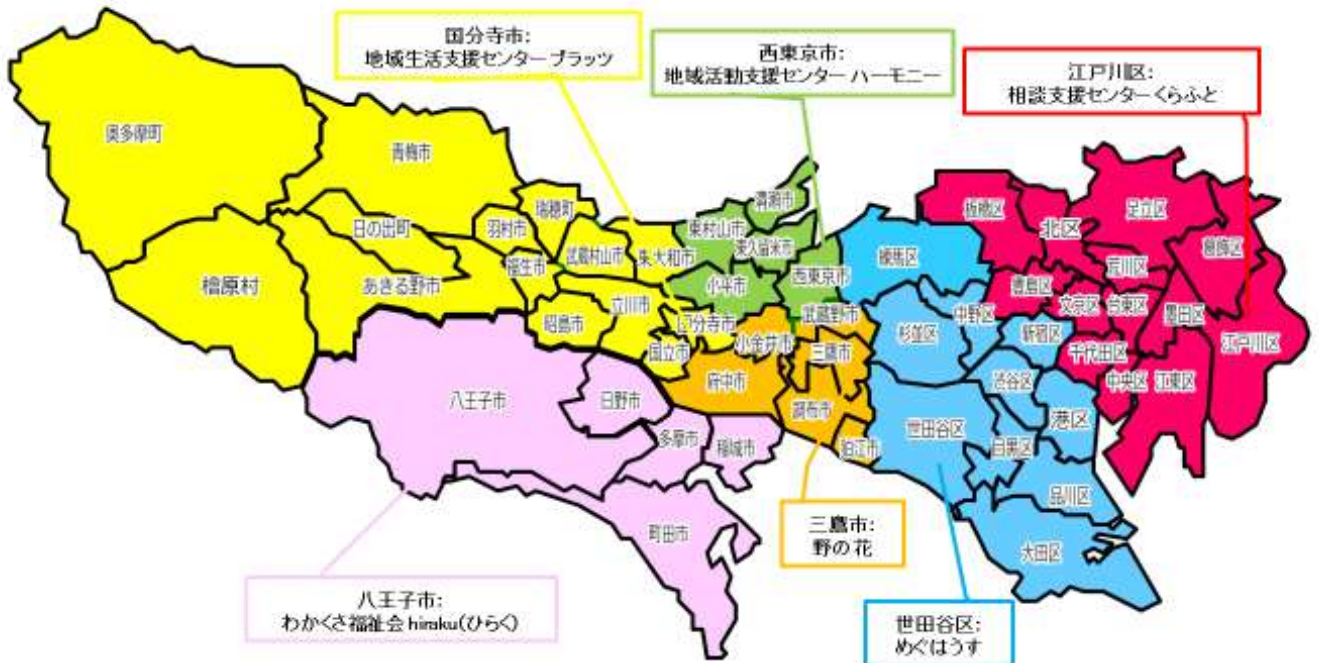 国分寺市:
地域生活支援センタープラッツ
西東京市:
地域活動支援センター ハーモニー
江戸川区:
相談支援センターくらふと
奥多摩町
青梅市
瑞穂町
羽村市
日の出町
福生市
武蔵村山市
東大和市
檜原村
あきる野市
昭島市
立川市
国分寺市
国立市
東村山市
清瀬市
東久留米市
小平市
西東京市
武蔵野市
小金井市
三鷹市
府中市
調布市
狛江市
八王子市
日野市
多摩市
稲城市
町田市
練馬区
中野区
杉並区
新宿区
渋谷区
世田谷区
目黒区
港区
品川区
大田区
板橋区
北区
足立区
葛飾区
荒川区
豊島区
文京区
台東区
墨田区
千代田区
中央区
江東区
江戸川区
三鷹市:
野の花
八王子市:
わかくさ福祉会 hiraku(ひらく)
世田谷区:
めぐはうす